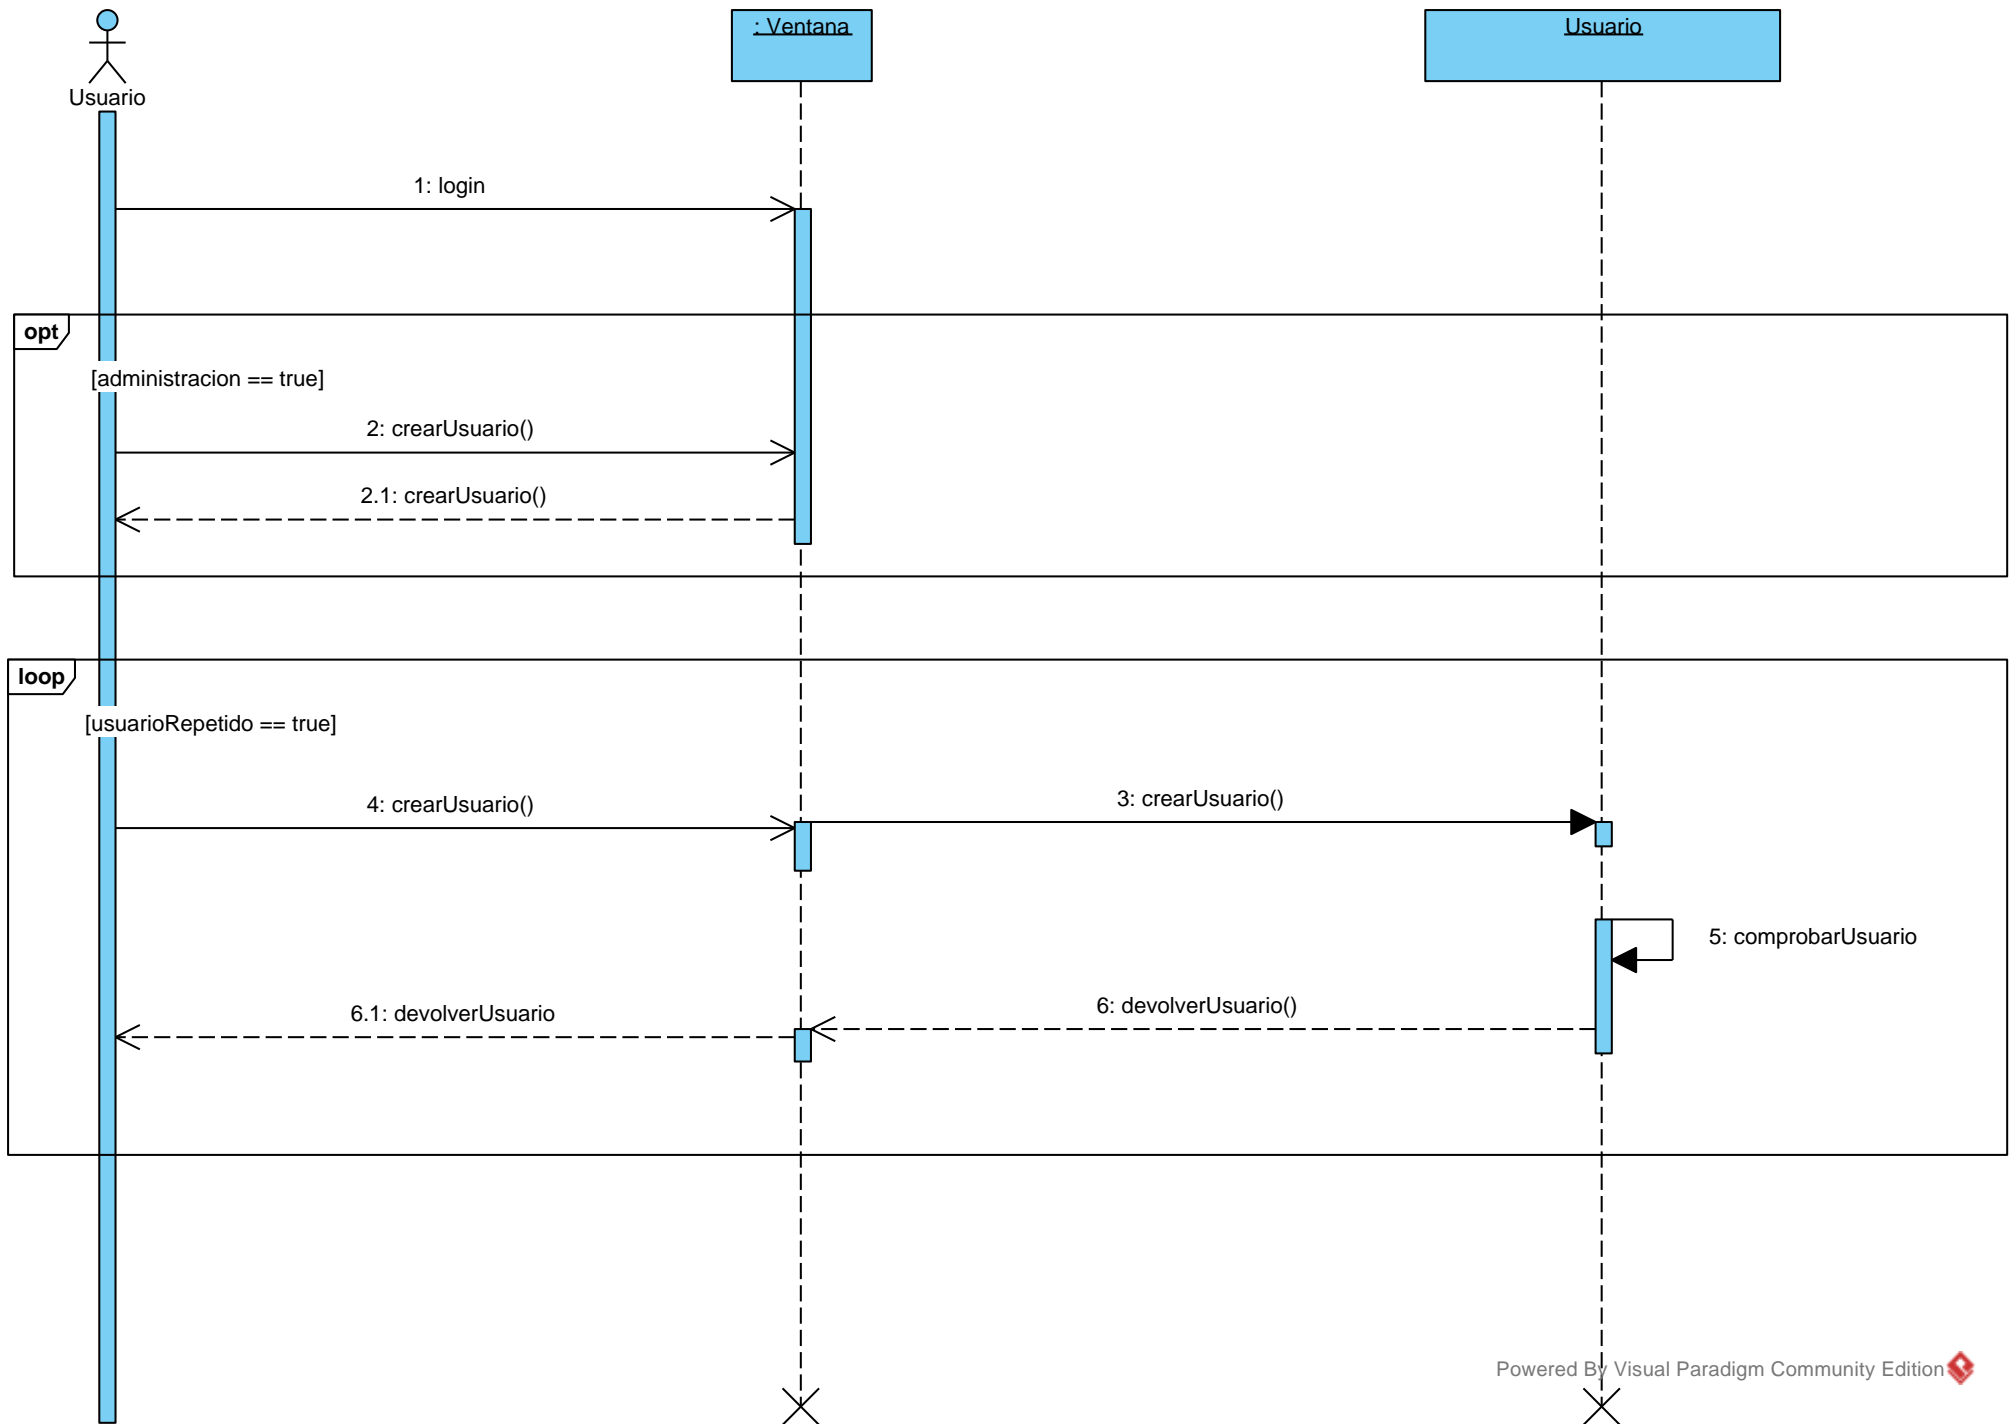 : Ventana
Usuario
Usuario
1: login
opt
[administracion == true]
2: crearUsuario()
2.1: crearUsuario()
loop
[usuarioRepetido == true]
4: crearUsuario()
3: crearUsuario()
5: comprobarUsuario
6: devolverUsuario()
6.1: devolverUsuario
Powered By Visual Paradigm Community Edition